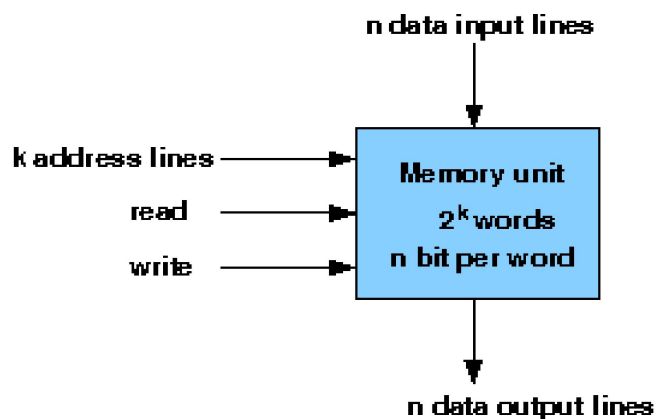 n data input lines
k address lines
read
write
Memory unit
2ᵏ words
n bit per word
n data output lines